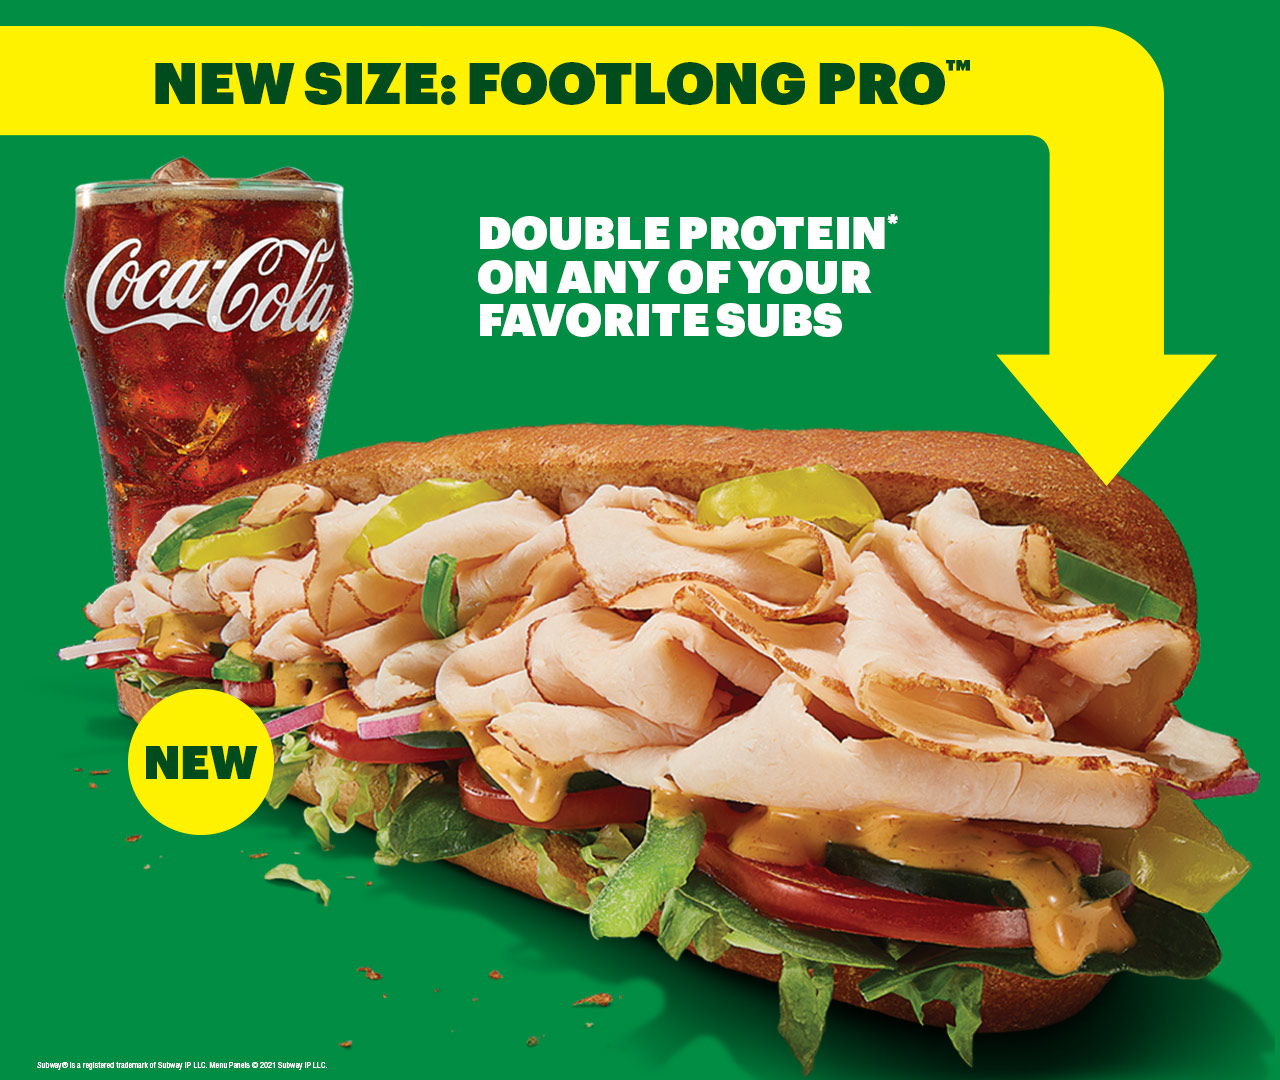 NEW SIZE: FOOTLONG PRO™
Coca-Cola
DOUBLE PROTEIN*
ON ANY OF YOUR
FAVORITE SUBS
NEW
Subway® is a registered trademark of Subway IP LLC. Menu Panels © 2021 Subway IP LLC.